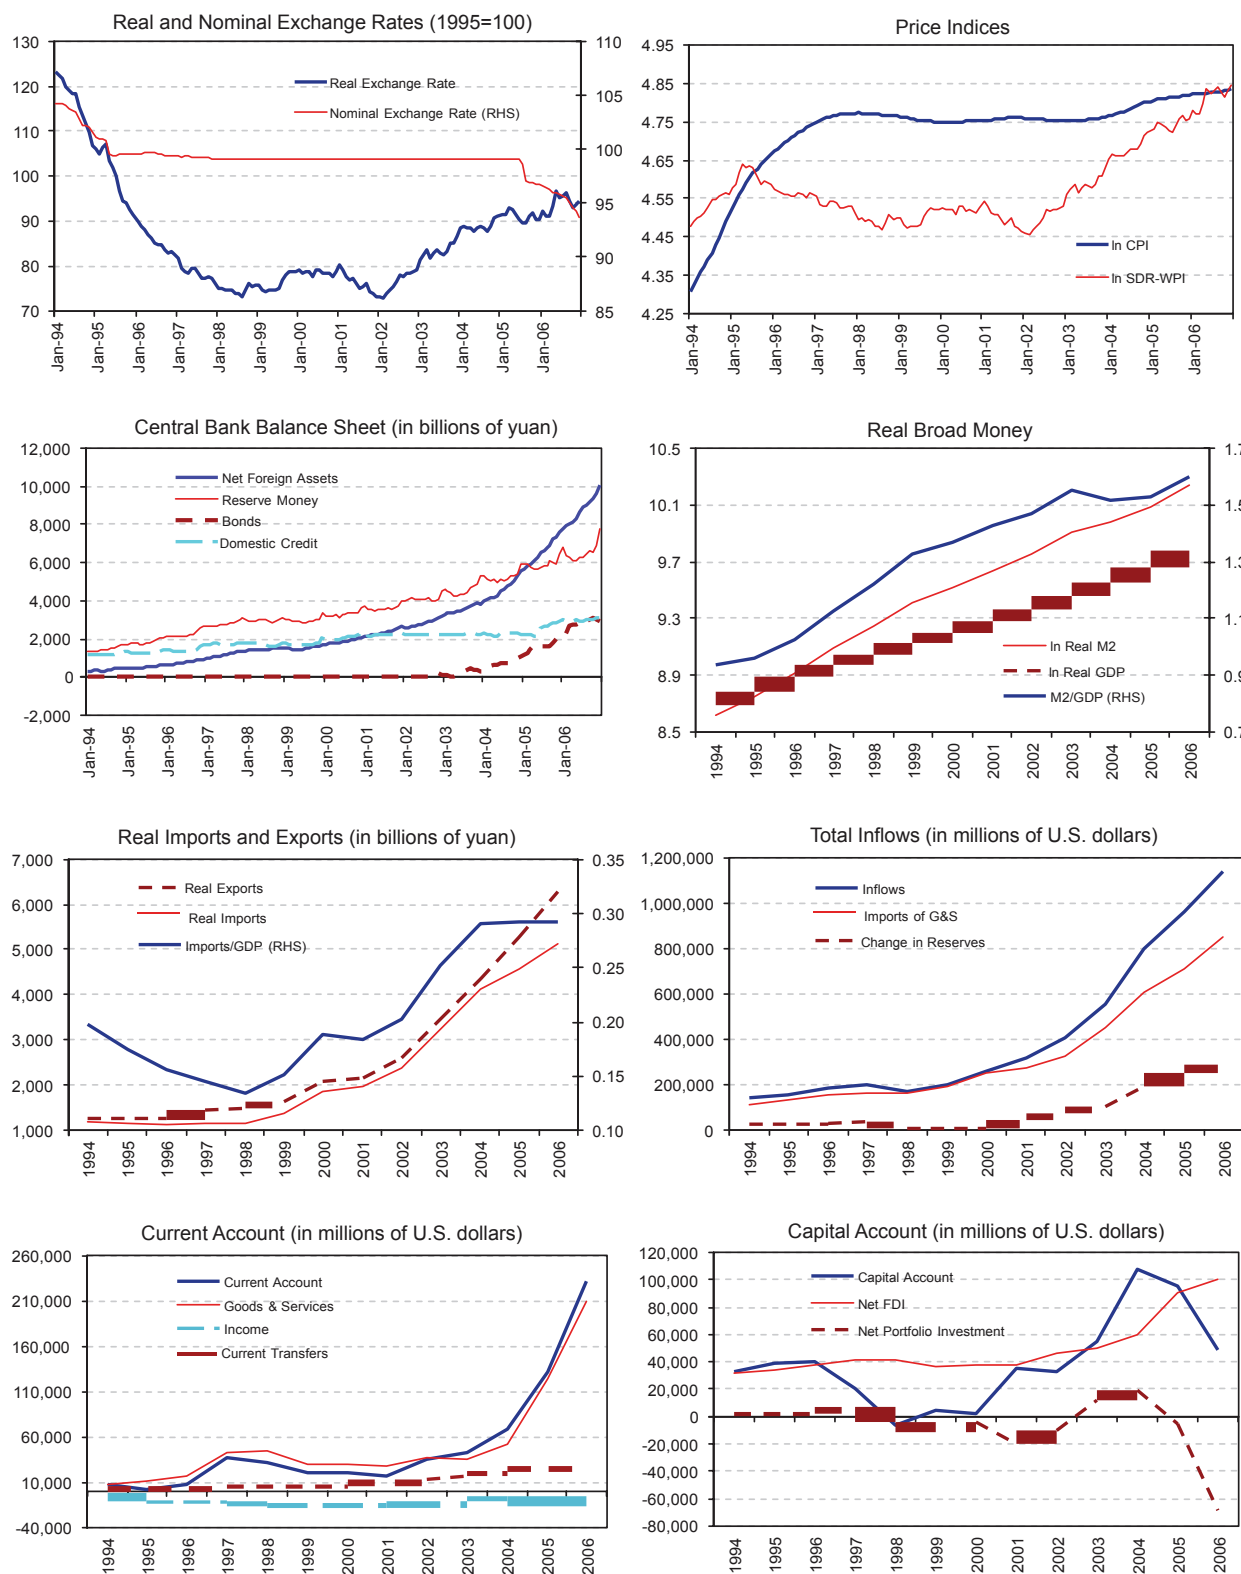 Real and Nominal Exchange Rates (1995=100)
130
120
110
100
90
80
70
110
105
100
95
90
85
Real Exchange Rate
Nominal Exchange Rate (RHS)
Jan-94
Jan-95
Jan-96
Jan-97
Jan-98
Jan-99
Jan-00
Jan-01
Jan-02
Jan-03
Jan-04
Jan-05
Jan-06
Price Indices
4.95
4.85
4.75
4.65
4.55
4.45
4.35
4.25
ln CPI
ln SDR-WPI
Jan-94
Jan-95
Jan-96
Jan-97
Jan-98
Jan-99
Jan-00
Jan-01
Jan-02
Jan-03
Jan-04
Jan-05
Jan-06
Central Bank Balance Sheet (in billions of yuan)
12,000
10,000
8,000
6,000
4,000
2,000
0
-2,000
Net Foreign Assets
Reserve Money
Bonds
Domestic Credit
Jan-94
Jan-95
Jan-96
Jan-97
Jan-98
Jan-99
Jan-00
Jan-01
Jan-02
Jan-03
Jan-04
Jan-05
Jan-06
Real Broad Money
10.5
10.1
9.7
9.3
8.9
8.5
1.7
1.5
1.3
1.1
0.9
0.7
ln Real M2
ln Real GDP
M2/GDP (RHS)
1994
1995
1996
1997
1998
1999
2000
2001
2002
2003
2004
2005
2006
Real Imports and Exports (in billions of yuan)
7,000
6,000
5,000
4,000
3,000
2,000
1,000
0.35
0.30
0.25
0.20
0.15
0.10
Real Exports
Real Imports
Imports/GDP (RHS)
1994
1995
1996
1997
1998
1999
2000
2001
2002
2003
2004
2005
2006
Total Inflows (in millions of U.S. dollars)
1,200,000
1,000,000
800,000
600,000
400,000
200,000
0
Inflows
Imports of G&S
Change in Reserves
1994
1995
1996
1997
1998
1999
2000
2001
2002
2003
2004
2005
2006
Current Account (in millions of U.S. dollars)
260,000
210,000
160,000
110,000
60,000
10,000
-40,000
Current Account
Goods & Services
Income
Current Transfers
1994
1995
1996
1997
1998
1999
2000
2001
2002
2003
2004
2005
2006
Capital Account (in millions of U.S. dollars)
120,000
100,000
80,000
60,000
40,000
20,000
0
-20,000
-40,000
-60,000
-80,000
Capital Account
Net FDI
Net Portfolio Investment
1994
1995
1996
1997
1998
1999
2000
2001
2002
2003
2004
2005
2006